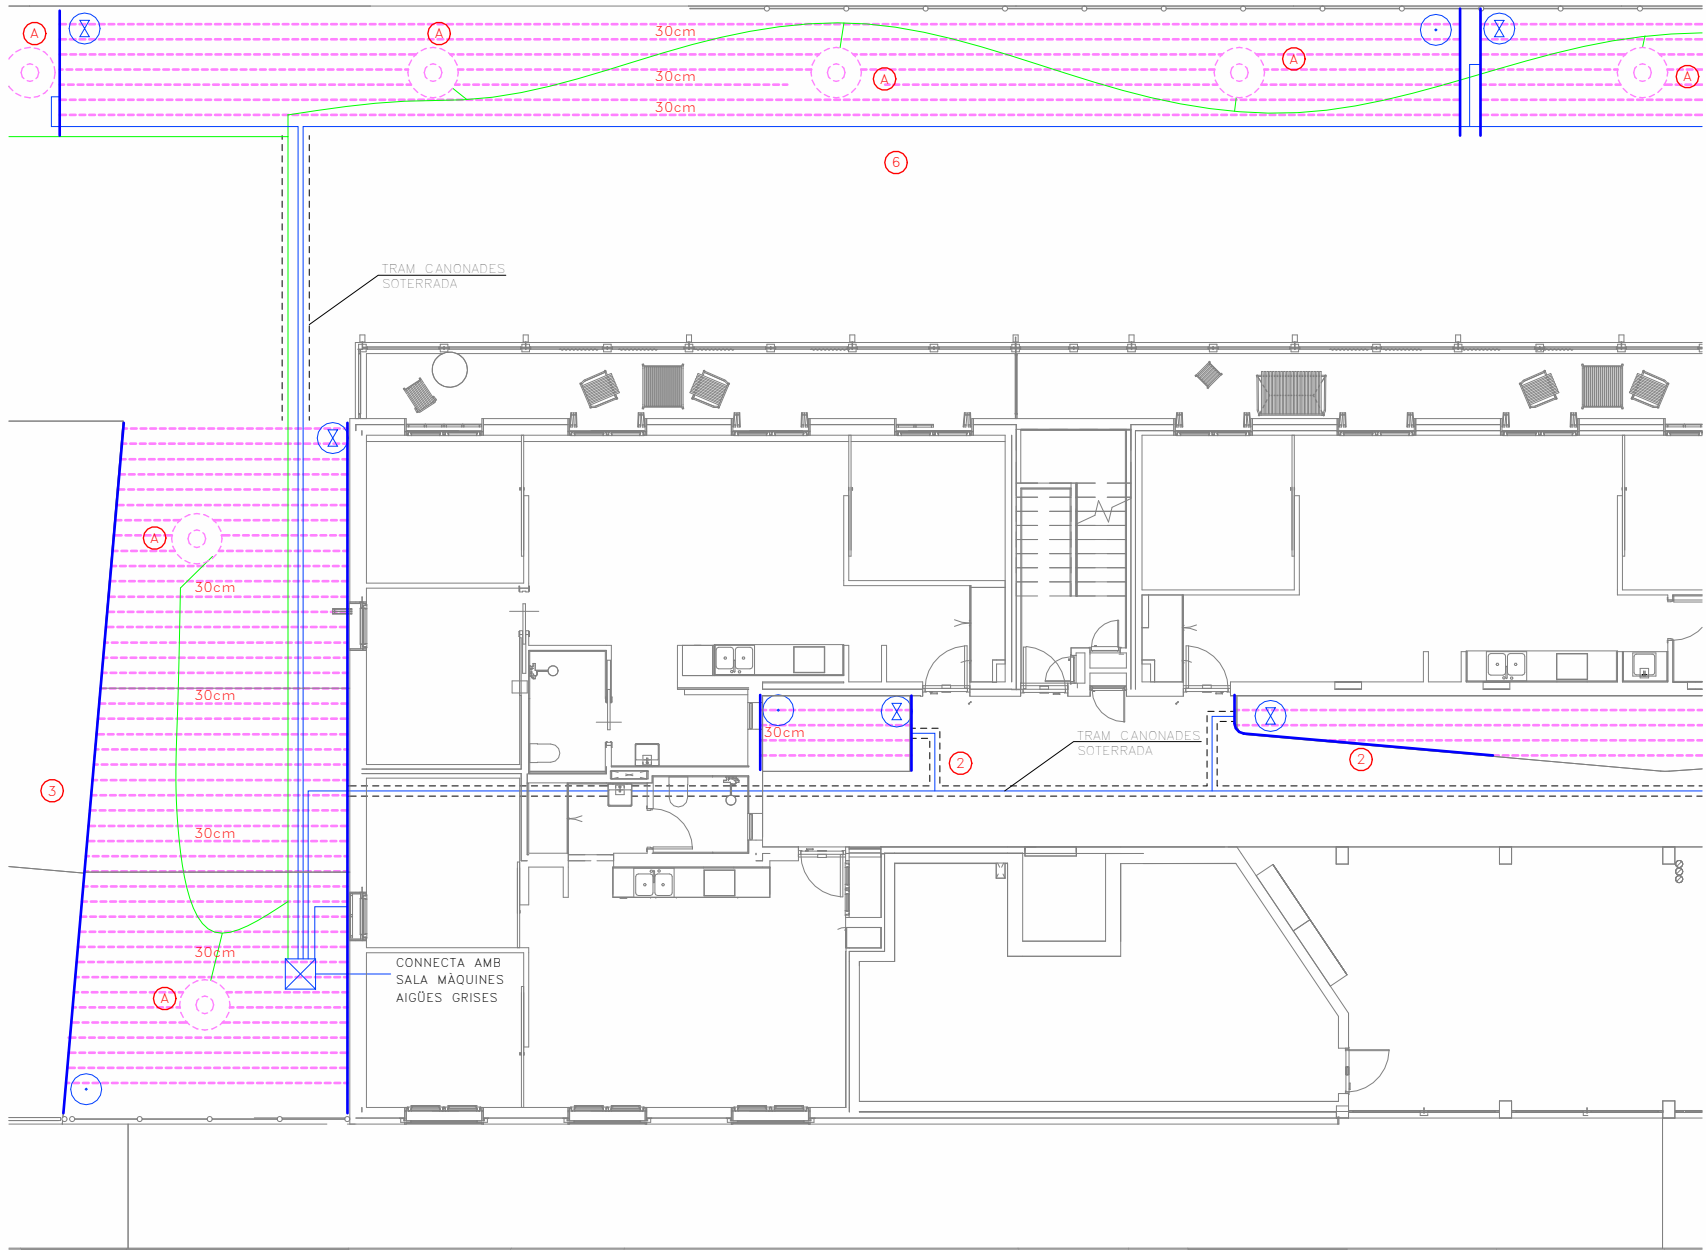 A
A
30cm
A
30cm
A
A
30cm
6
TRAM CANONADES
SOTERRADA
A
30cm
30cm
30cm
TRAM CANONADES
SOTERRADA
2
2
3
30cm
30cm
CONNECTA AMB
SALA MÀQUINES
AIGÜES GRISES
A